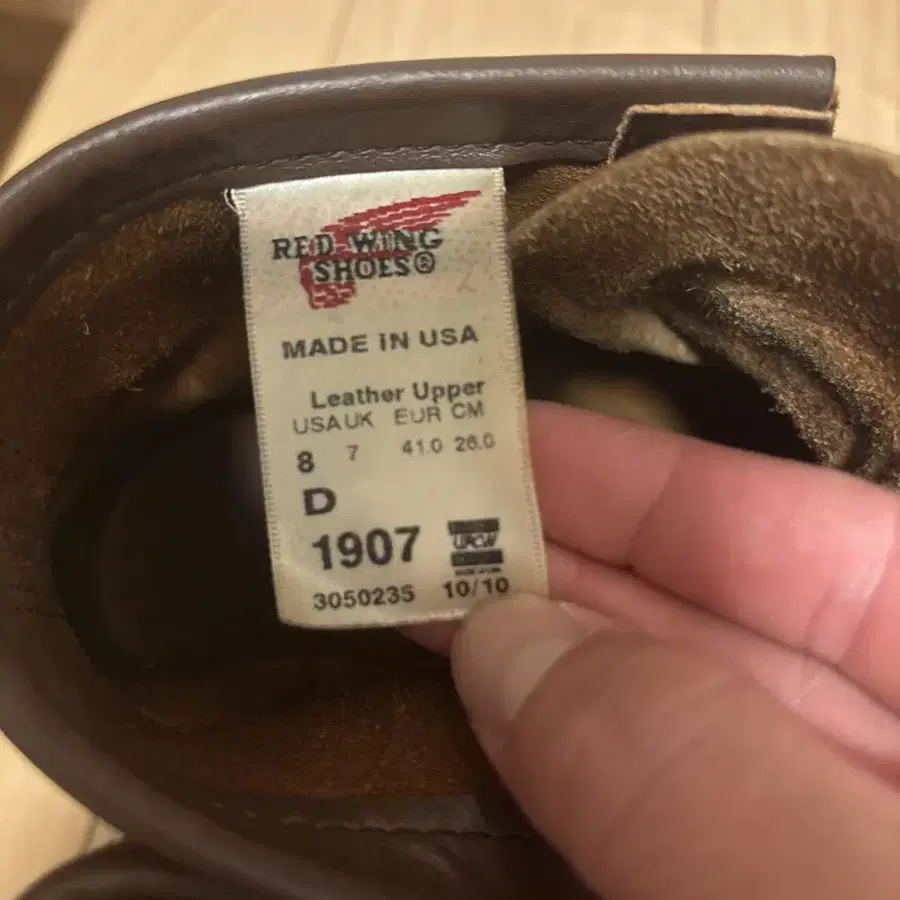 RED WING
SHOES®
MADE IN USA
Leather Upper
USA UK EUR CM
8 7 41.0 26.0
D
1907
UFCW
3050235 10/10